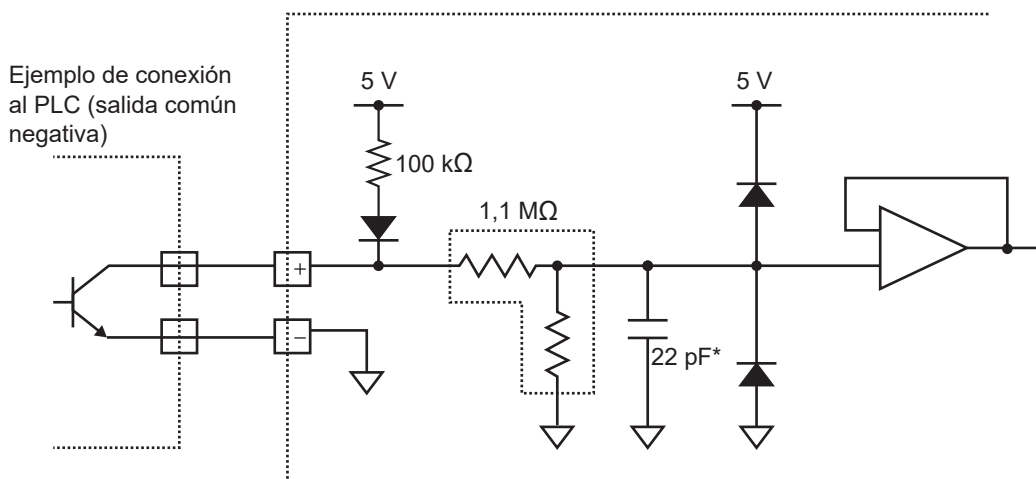 Ejemplo de conexión
al PLC (salida común
negativa)
5 V
100 kΩ
1,1 MΩ
5 V
+
−
22 pF*